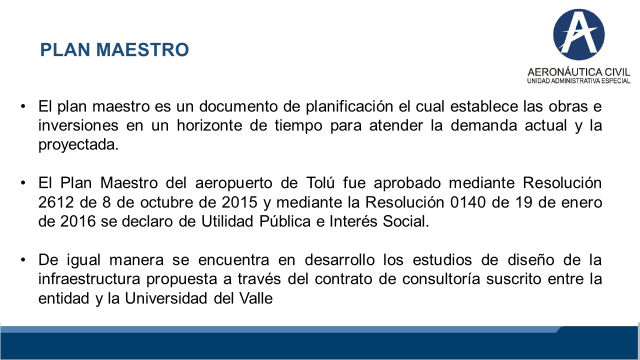 PLAN MAESTRO
AERONÁUTICA CIVIL
UNIDAD ADMINISTRATIVA ESPECIAL
• El plan maestro es un documento de planificación el cual establece las obras e
inversiones en un horizonte de tiempo para atender la demanda actual y la
proyectada.
• El Plan Maestro del aeropuerto de Tolú fue aprobado mediante Resolución
2612 de 8 de octubre de 2015 y mediante la Resolución 0140 de 19 de enero
de 2016 se declaro de Utilidad Pública e Interés Social.
• De igual manera se encuentra en desarrollo los estudios de diseño de la
infraestructura propuesta a través del contrato de consultoría suscrito entre la
entidad y la Universidad del Valle